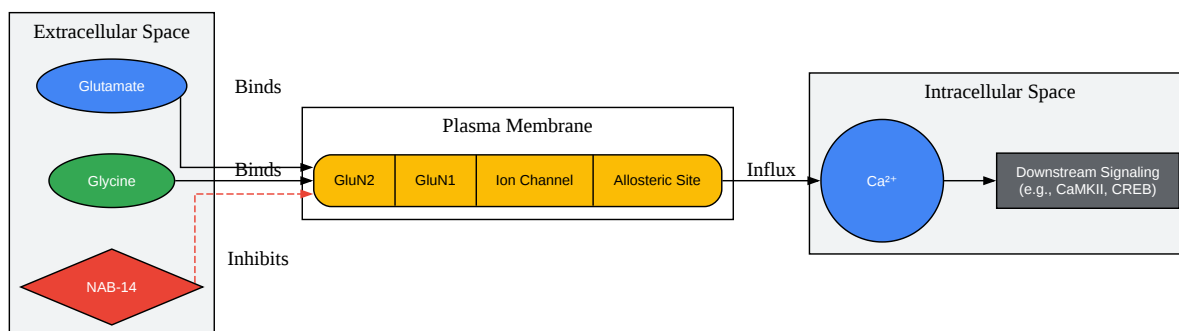 Extracellular Space
Glutamate
Glycine
NAB-14
Binds
Binds
Inhibits
Plasma Membrane
GluN2
GluN1
Ion Channel
Allosteric Site
Influx
Intracellular Space
Ca²⁺
Downstream Signaling
(e.g., CaMKII, CREB)